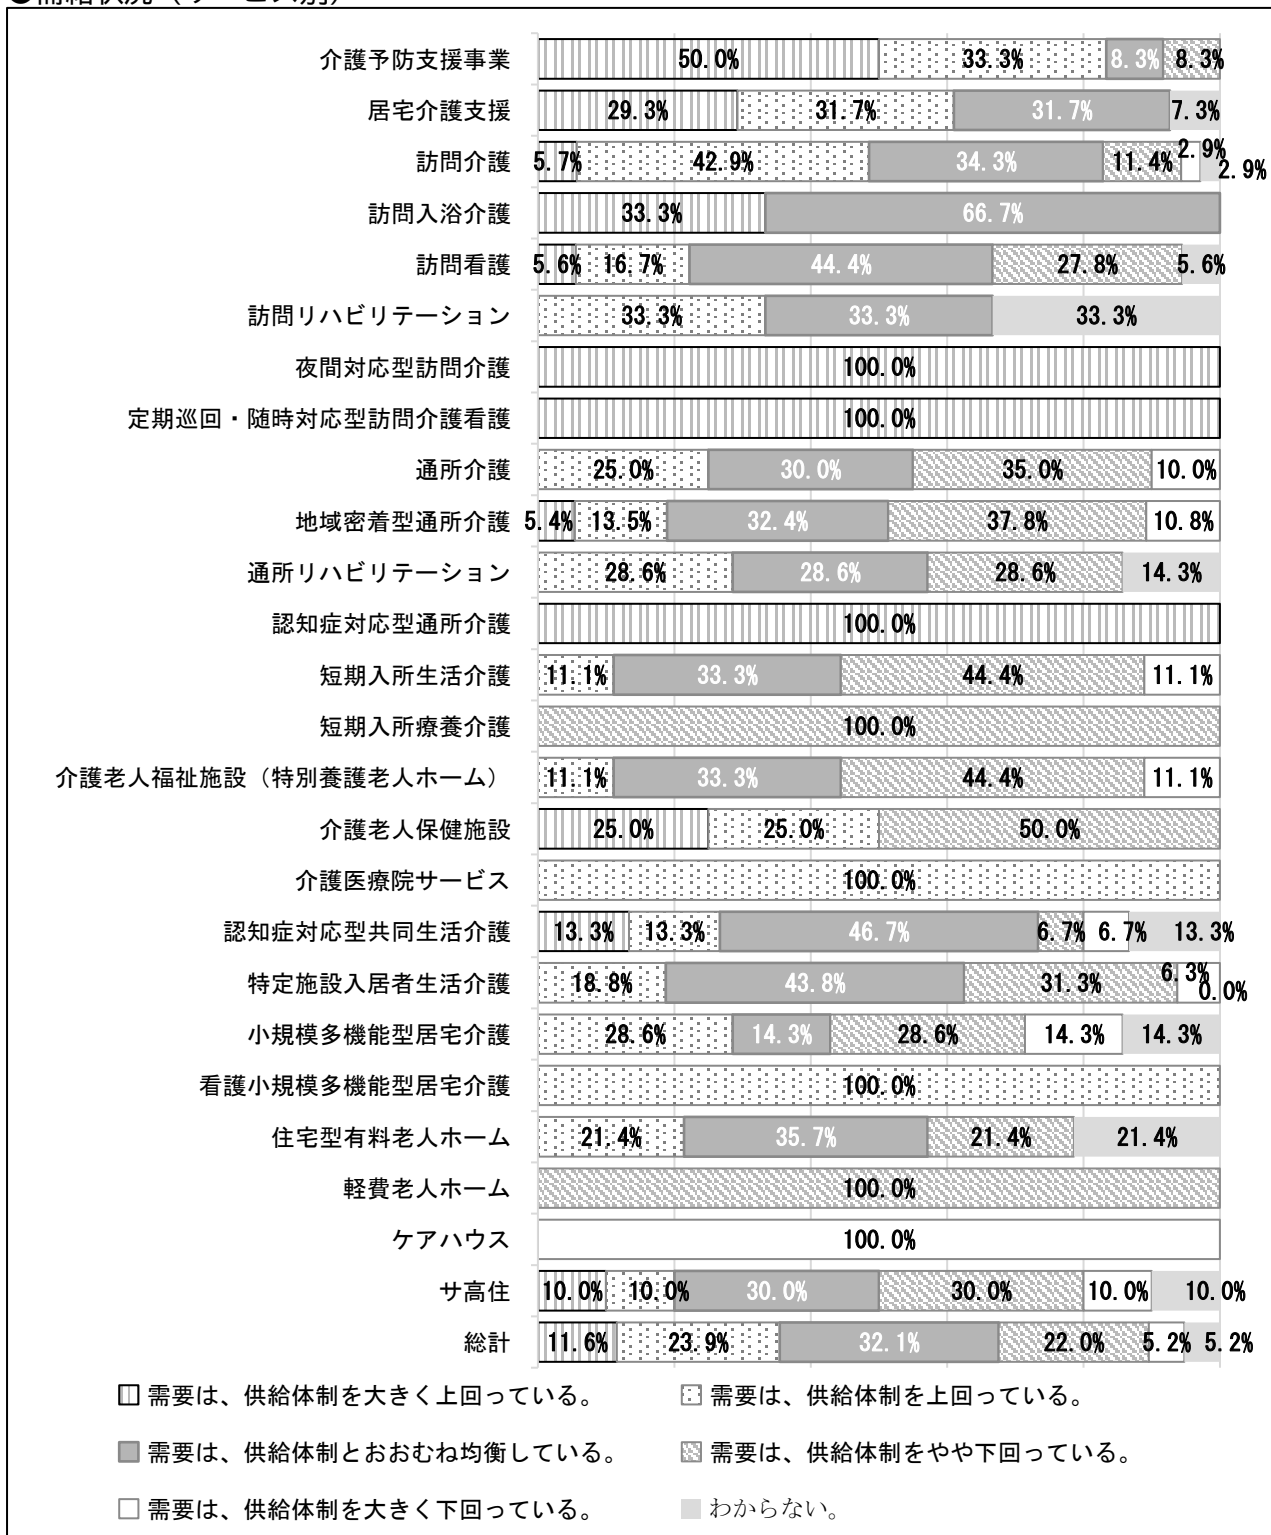 ●需給状況（サービス別）
介護予防支援事業 50.0% 33.3% 8.3% 8.3%
居宅介護支援 29.3% 31.7% 31.7% 7.3%
訪問介護 5.7% 42.9% 34.3% 11.4% 2.9% 2.9%
訪問入浴介護 33.3% 66.7%
訪問看護 5.6% 16.7% 44.4% 27.8% 5.6%
訪問リハビリテーション 33.3% 33.3% 33.3%
夜間対応型訪問介護 100.0%
定期巡回・随時対応型訪問介護看護 100.0%
通所介護 25.0% 30.0% 35.0% 10.0%
地域密着型通所介護 5.4% 13.5% 32.4% 37.8% 10.8%
通所リハビリテーション 28.6% 28.6% 28.6% 14.3%
認知症対応型通所介護 100.0%
短期入所生活介護 11.1% 33.3% 44.4% 11.1%
短期入所療養介護 100.0%
介護老人福祉施設（特別養護老人ホーム） 11.1% 33.3% 44.4% 11.1%
介護老人保健施設 25.0% 25.0% 50.0%
介護医療院サービス 100.0%
認知症対応型共同生活介護 13.3% 13.3% 46.7% 6.7% 6.7% 13.3%
特定施設入居者生活介護 18.8% 43.8% 31.3% 6.3% 0.0%
小規模多機能型居宅介護 28.6% 14.3% 28.6% 14.3% 14.3%
看護小規模多機能型居宅介護 100.0%
住宅型有料老人ホーム 21.4% 35.7% 21.4% 21.4%
軽費老人ホーム 100.0%
ケアハウス 100.0%
サ高住 10.0% 10.0% 30.0% 30.0% 10.0% 10.0%
総計 11.6% 23.9% 32.1% 22.0% 5.2% 5.2%
需要は、供給体制を大きく上回っている。 需要は、供給体制を上回っている。
需要は、供給体制とおおむね均衡している。 需要は、供給体制をやや下回っている。
需要は、供給体制を大きく下回っている。 わからない。